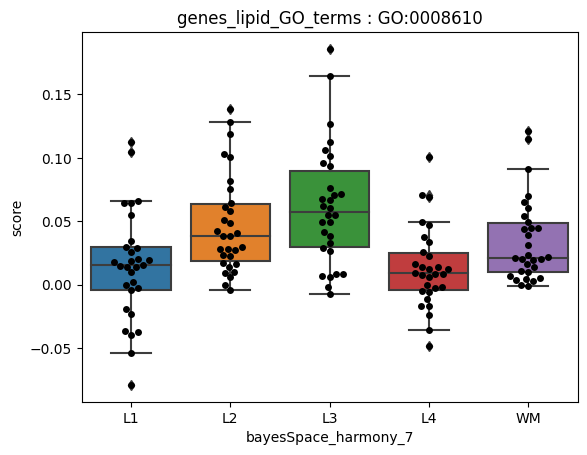 genes_lipid_GO_terms : GO:0008610
score
0.15
0.10
0.05
0.00
−0.05
L1 L2 L3 L4 WM
bayesSpace_harmony_7